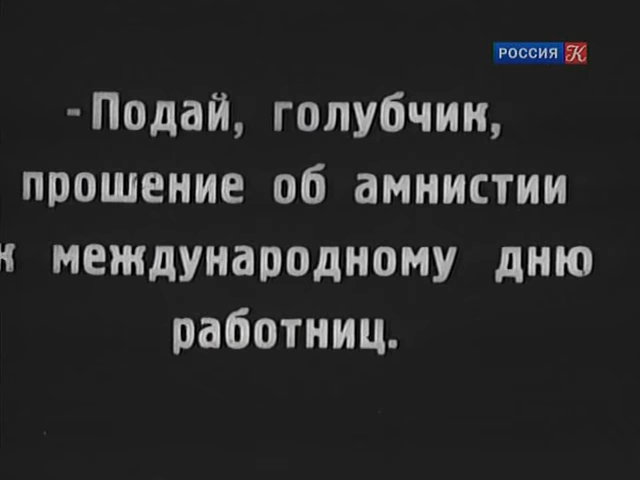 РОССИЯ К
- Подай, голубчик,
прошение об амнистии
к международному дню
работниц.